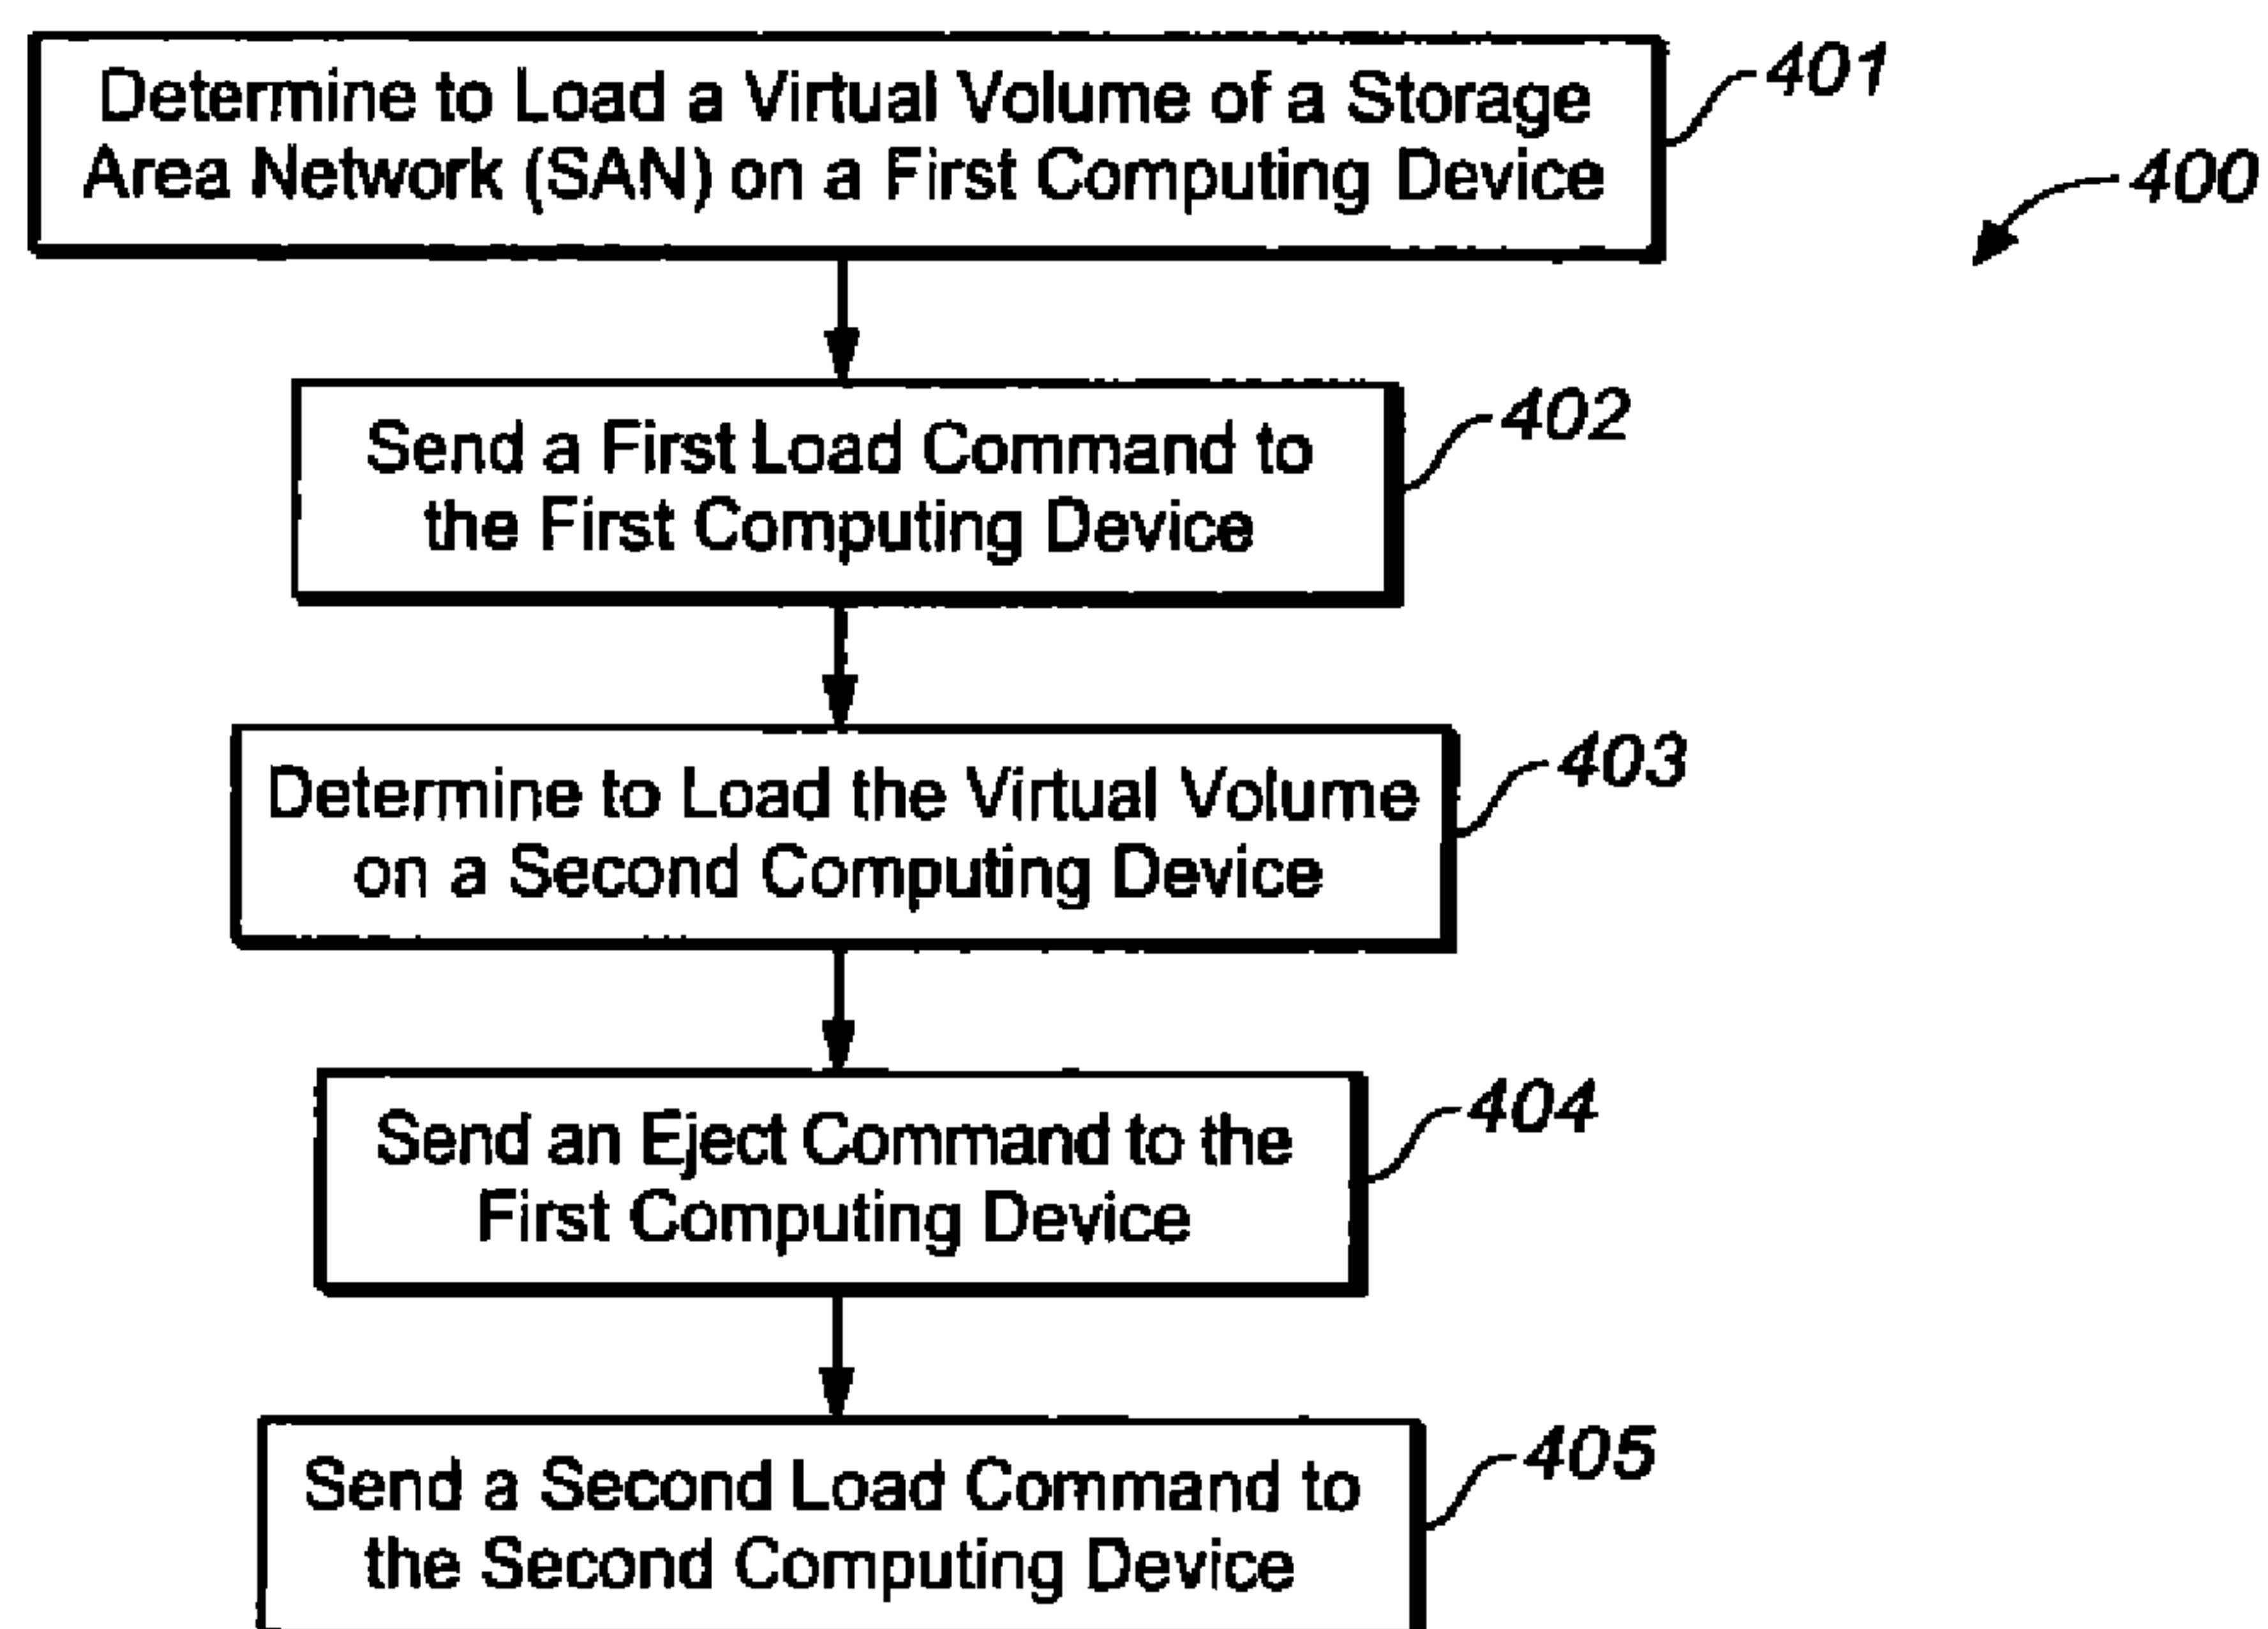 Determine to Load a Virtual Volume of a Storage
Area Network (SAN) on a First Computing Device
401
400
Send a First Load Command to
the First Computing Device
402
Determine to Load the Virtual Volume
on a Second Computing Device
403
Send an Eject Command to the
First Computing Device
404
Send a Second Load Command to
the Second Computing Device
405